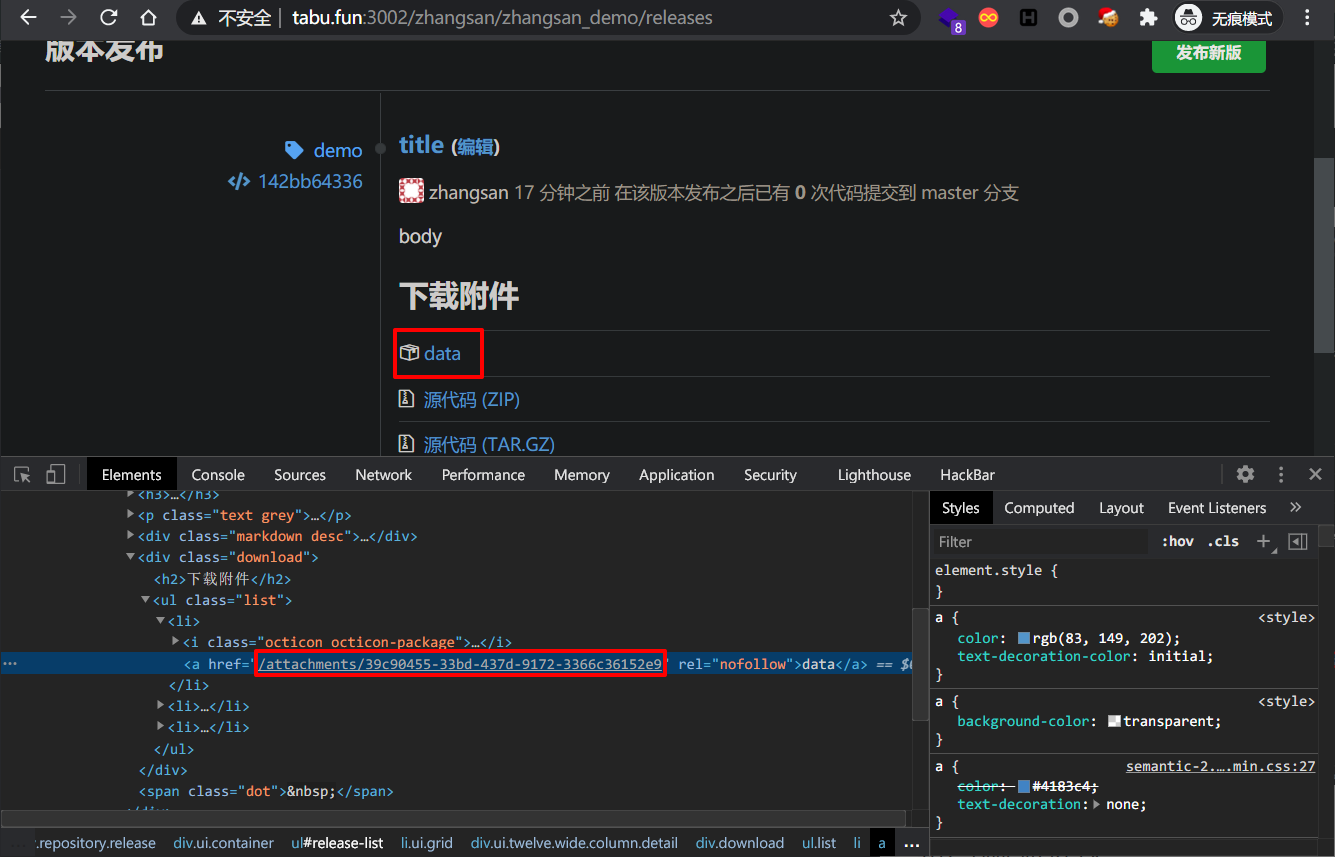 不安全 | tabu.fun:3002/zhangsan/zhangsan_demo/releases
8
无痕模式
版本发布
发布新版
demo
142bb64336
title (编辑)
zhangsan 17 分钟之前 在该版本发布之后已有 0 次代码提交到 master 分支
body
下载附件
data
源代码 (ZIP)
源代码 (TAR.GZ)
Elements Console Sources Network Performance Memory Application Security Lighthouse HackBar
<h3>…</h3>
<p class="text grey">…</p>
<div class="markdown desc">…</div>
<div class="download">
<h2>下载附件</h2>
<ul class="list">
<li>
<i class="octicon octicon-package">…</i>
<a href="/attachments/39c90455-33bd-437d-9172-3366c36152e9" rel="nofollow">data</a> == $
</li>
<li>…</li>
<li>…</li>
</ul>
</div>
<span class="dot">&nbsp;</span>
.repository.release div.ui.container ul#release-list li.ui.grid div.ui.twelve.wide.column.detail div.download ul.list li a ...
Styles Computed Layout Event Listeners »
Filter :hov .cls +
element.style {
}
a { <style>
color: rgb(83, 149, 202);
text-decoration-color: initial;
}
a { <style>
background-color: transparent;
}
a { semantic-2.….min.css:27
color: #4183c4;
text-decoration: none;
}